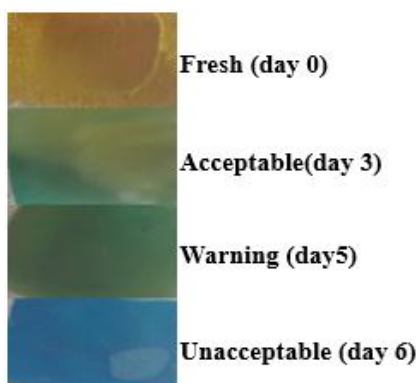 Fresh (day 0)
Acceptable(day 3)
Warning (day5)
Unacceptable (day 6)